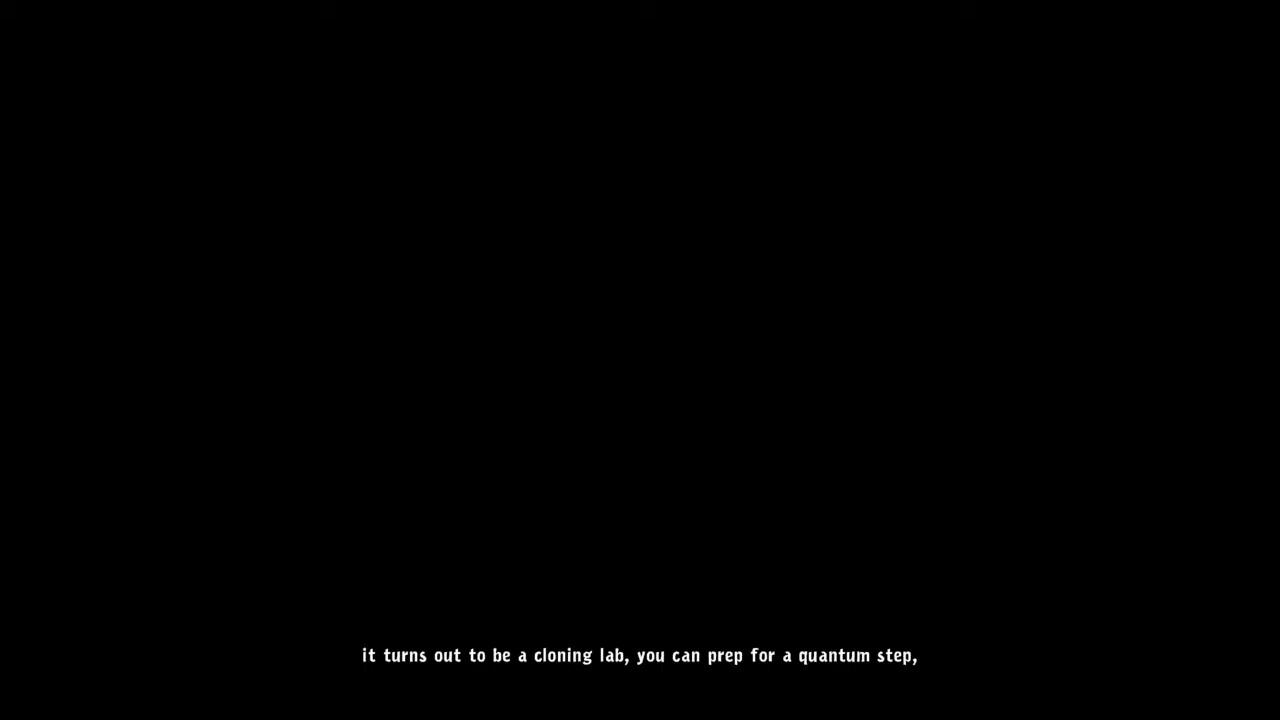 it turns out to be a cloning lab, you can prep for a quantum step,